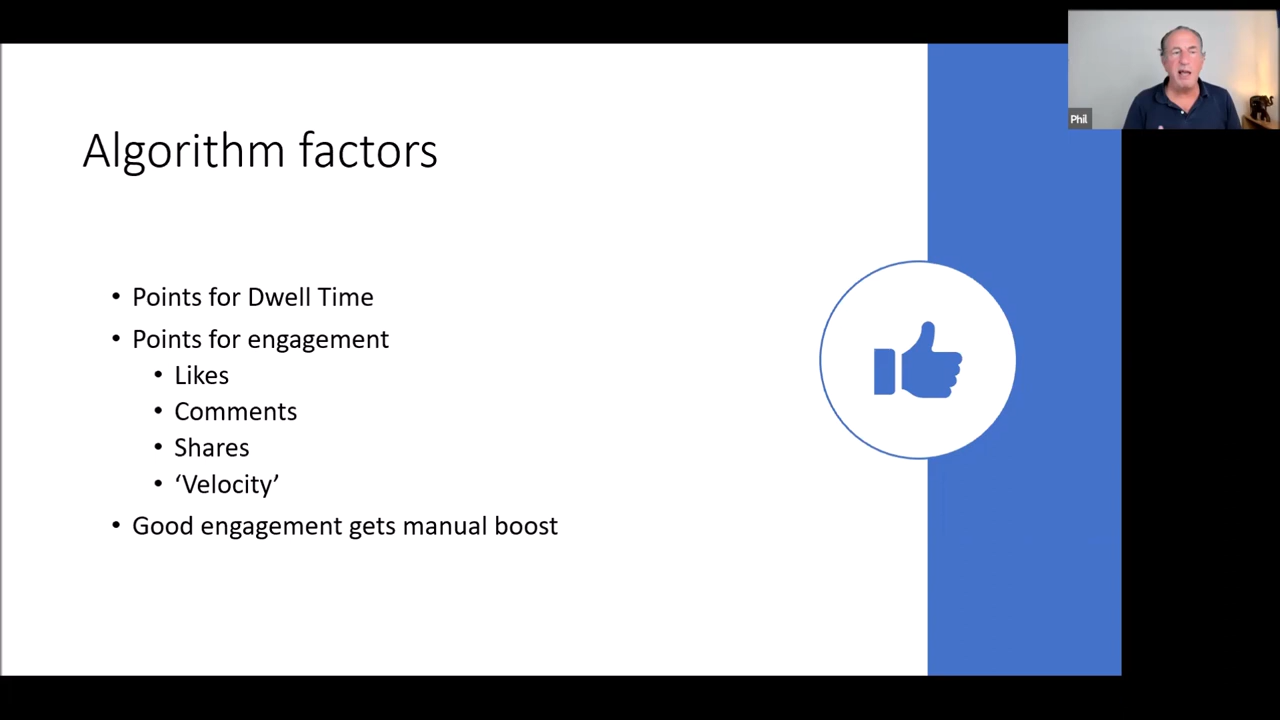 Phil
Algorithm factors
• Points for Dwell Time
• Points for engagement
• Likes
• Comments
• Shares
• ‘Velocity’
• Good engagement gets manual boost